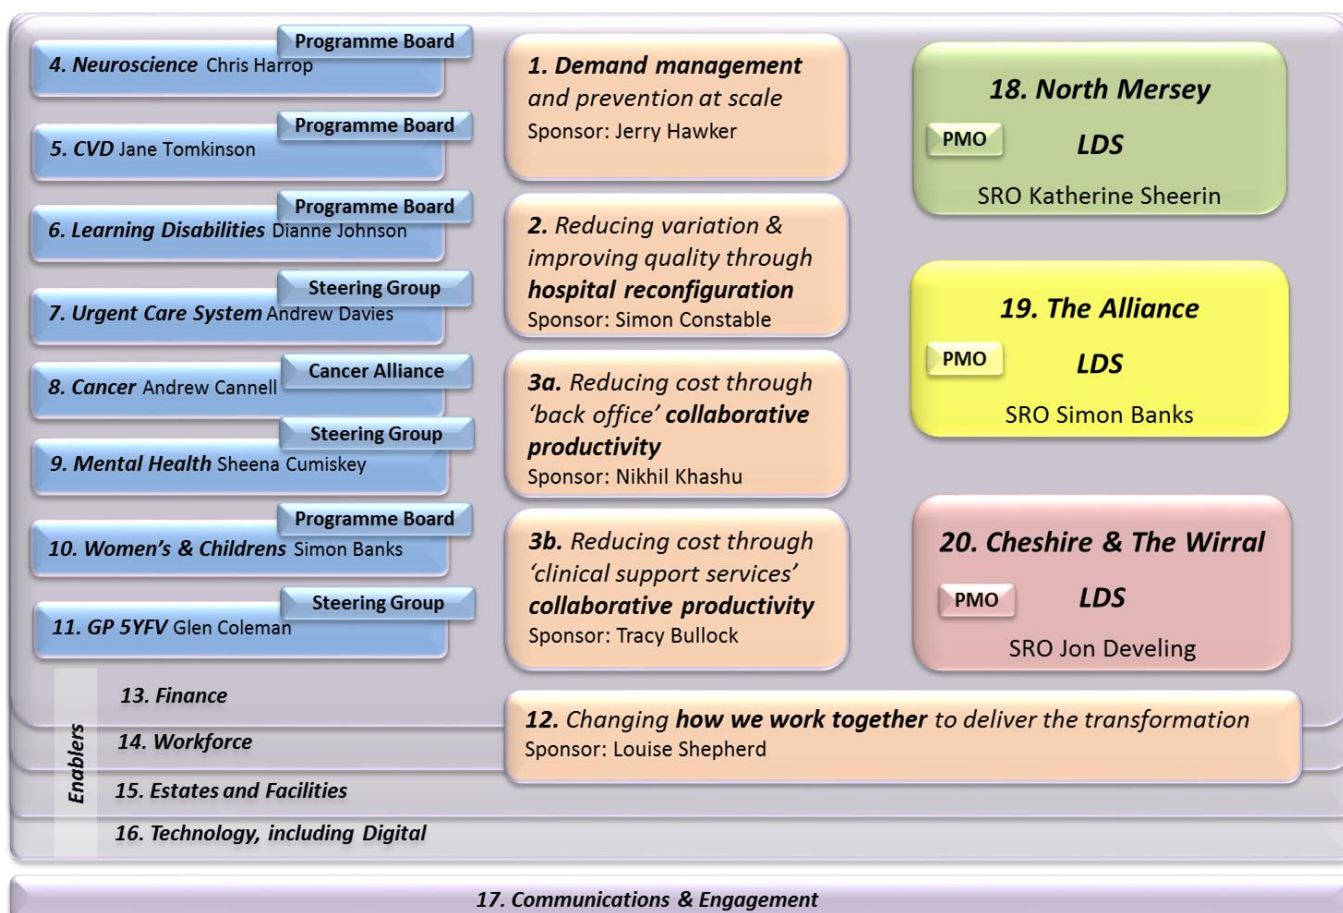 Programme Board
4. Neuroscience Chris Harrop
Programme Board
5. CVD Jane Tomkinson
Programme Board
6. Learning Disabilities Dianne Johnson
Steering Group
7. Urgent Care System Andrew Davies
Cancer Alliance
8. Cancer Andrew Cannell
Steering Group
9. Mental Health Sheena Cumiskey
Programme Board
10. Women's & Childrens Simon Banks
Steering Group
11. GP 5YFV Glen Coleman
1. Demand management
and prevention at scale
Sponsor: Jerry Hawker
2. Reducing variation &
improving quality through
hospital reconfiguration
Sponsor: Simon Constable
3a. Reducing cost through
‘back office’ collaborative
productivity
Sponsor: Nikhil Khashu
3b. Reducing cost through
‘clinical support services’
collaborative productivity
Sponsor: Tracy Bullock
18. North Mersey
PMO
LDS
SRO Katherine Sheerin
19. The Alliance
PMO
LDS
SRO Simon Banks
20. Cheshire & The Wirral
PMO
LDS
SRO Jon Develing
12. Changing how we work together to deliver the transformation
Sponsor: Louise Shepherd
Enablers
13. Finance
14. Workforce
15. Estates and Facilities
16. Technology, including Digital
17. Communications & Engagement